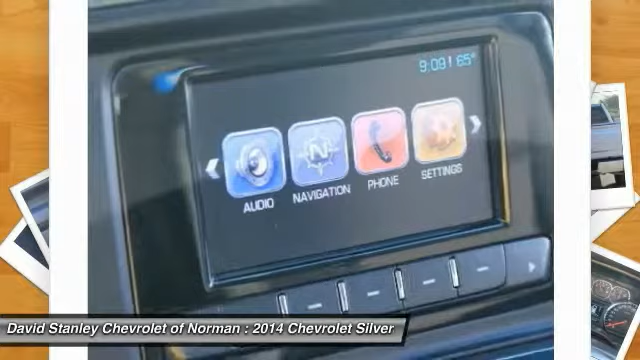 9:09 65°
AUDIO
NAVIGATION
PHONE
SETTINGS
David Stanley Chevrolet of Norman : 2014 Chevrolet Silver